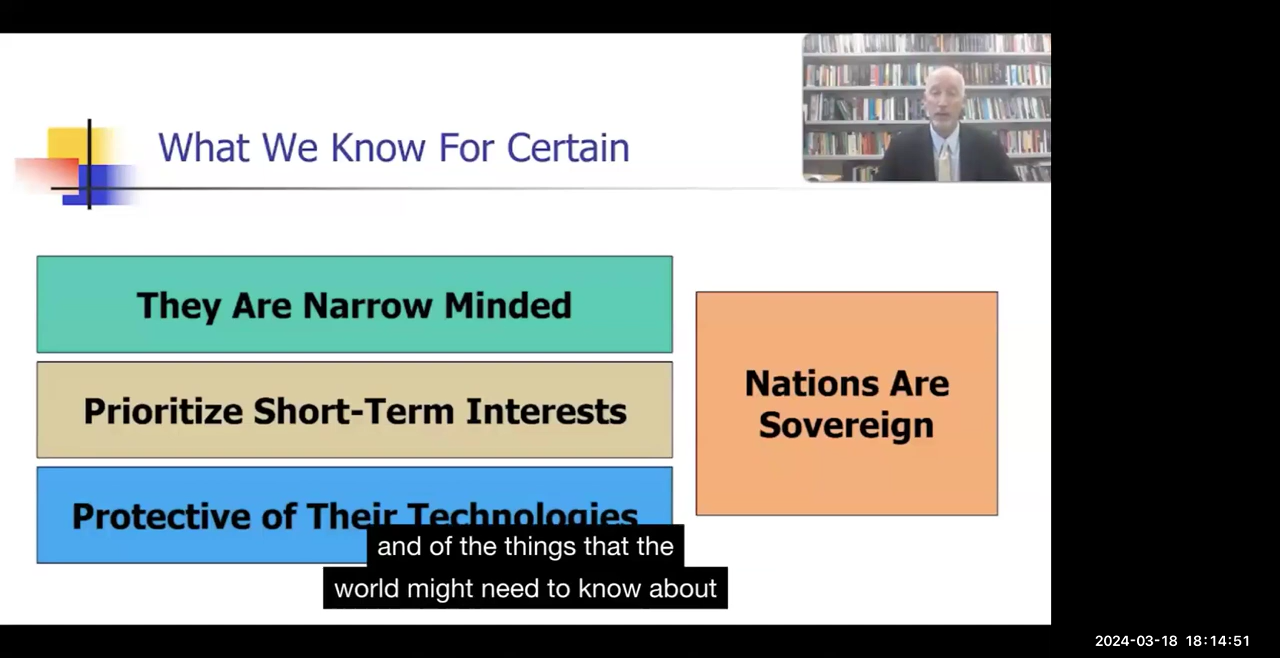 What We Know For Certain
They Are Narrow Minded
Prioritize Short-Term Interests
Protective of Their Technologies
Nations Are
Sovereign
and of the things that the
world might need to know about
2024-03-18 18:14:51